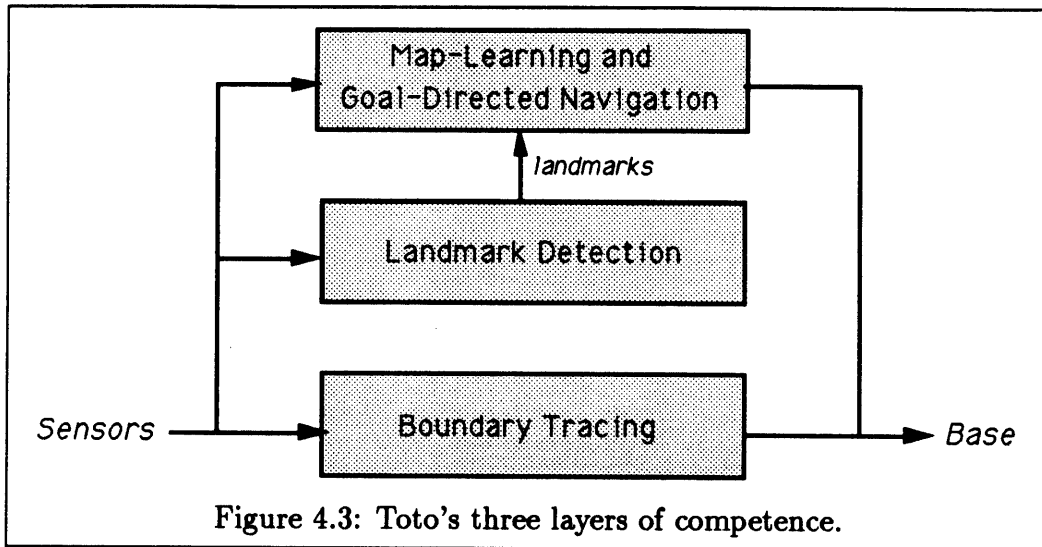 Map-Learning and
Goal-Directed Navigation
landmarks
Landmark Detection
Sensors
Boundary Tracing
Base
Figure 4.3: Toto's three layers of competence.